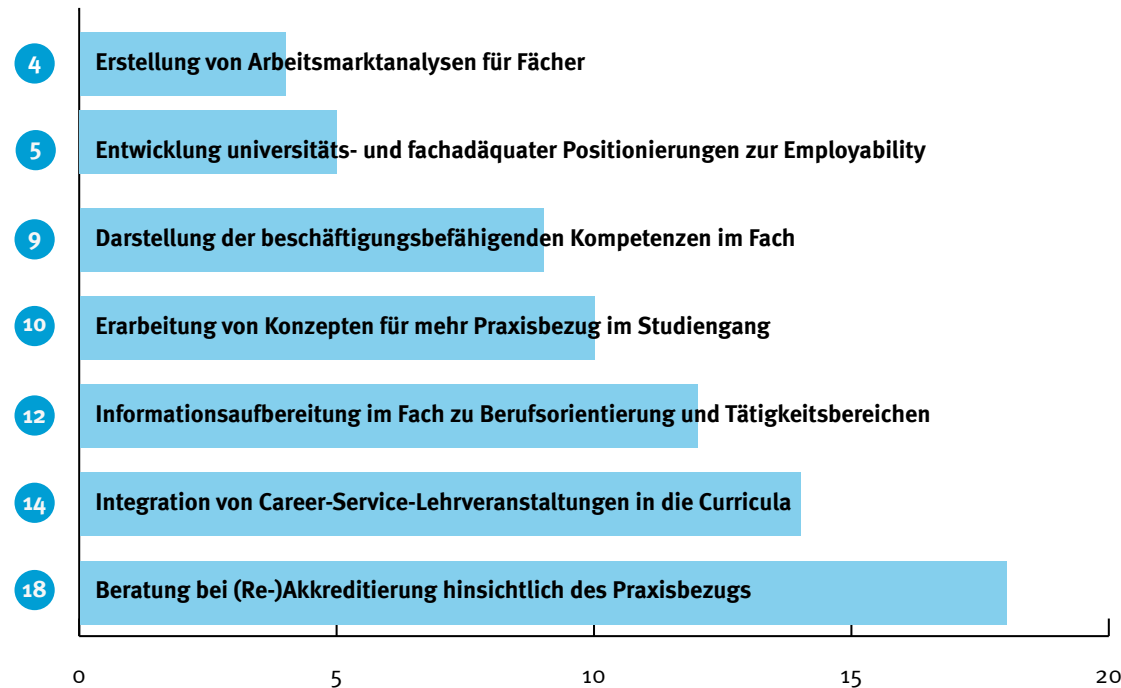 4 Erstellung von Arbeitsmarktanalysen für Fächer
5 Entwicklung universitäts- und fachadäquater Positionierungen zur Employability
9 Darstellung der beschäftigungsbefähigenden Kompetenzen im Fach
10 Erarbeitung von Konzepten für mehr Praxisbezug im Studiengang
12 Informationsaufbereitung im Fach zu Berufsorientierung und Tätigkeitsbereichen
14 Integration von Career-Service-Lehrveranstaltungen in die Curricula
18 Beratung bei (Re-)Akkreditierung hinsichtlich des Praxisbezugs
0 5 10 15 20